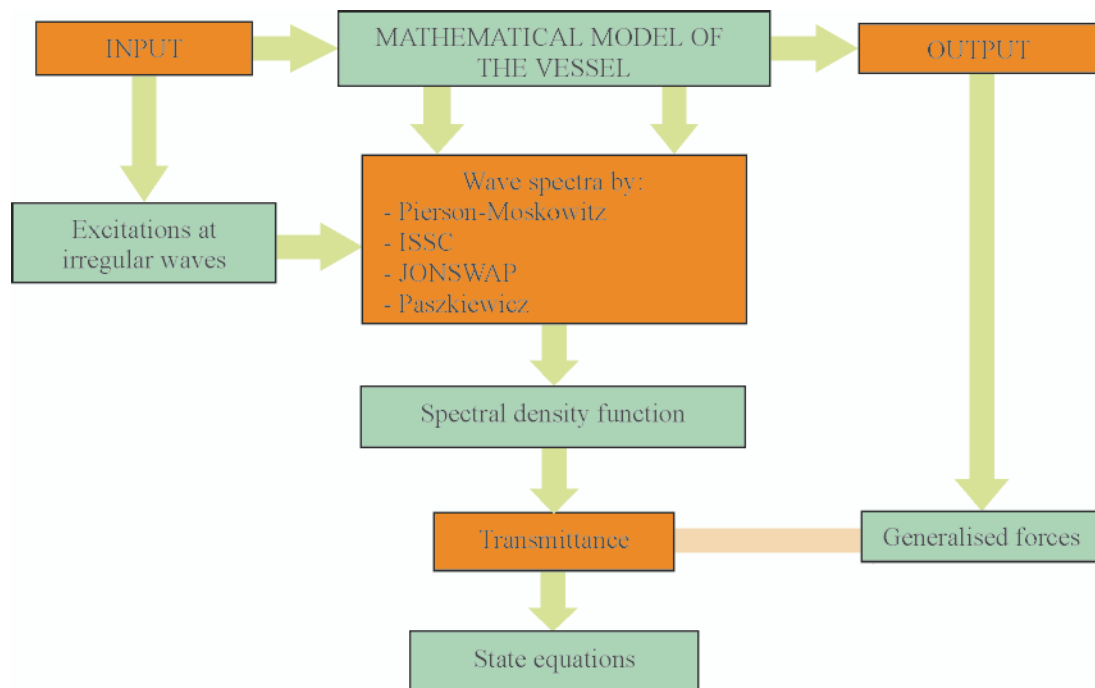 INPUT
MATHEMATICAL MODEL OF
THE VESSEL
OUTPUT
Excitations at
irregular waves
Wave spectra by:
- Pierson-Moskowitz
- ISSC
- JONSWAP
- Paszkiewicz
Spectral density function
Transmittance
Generalised forces
State equations